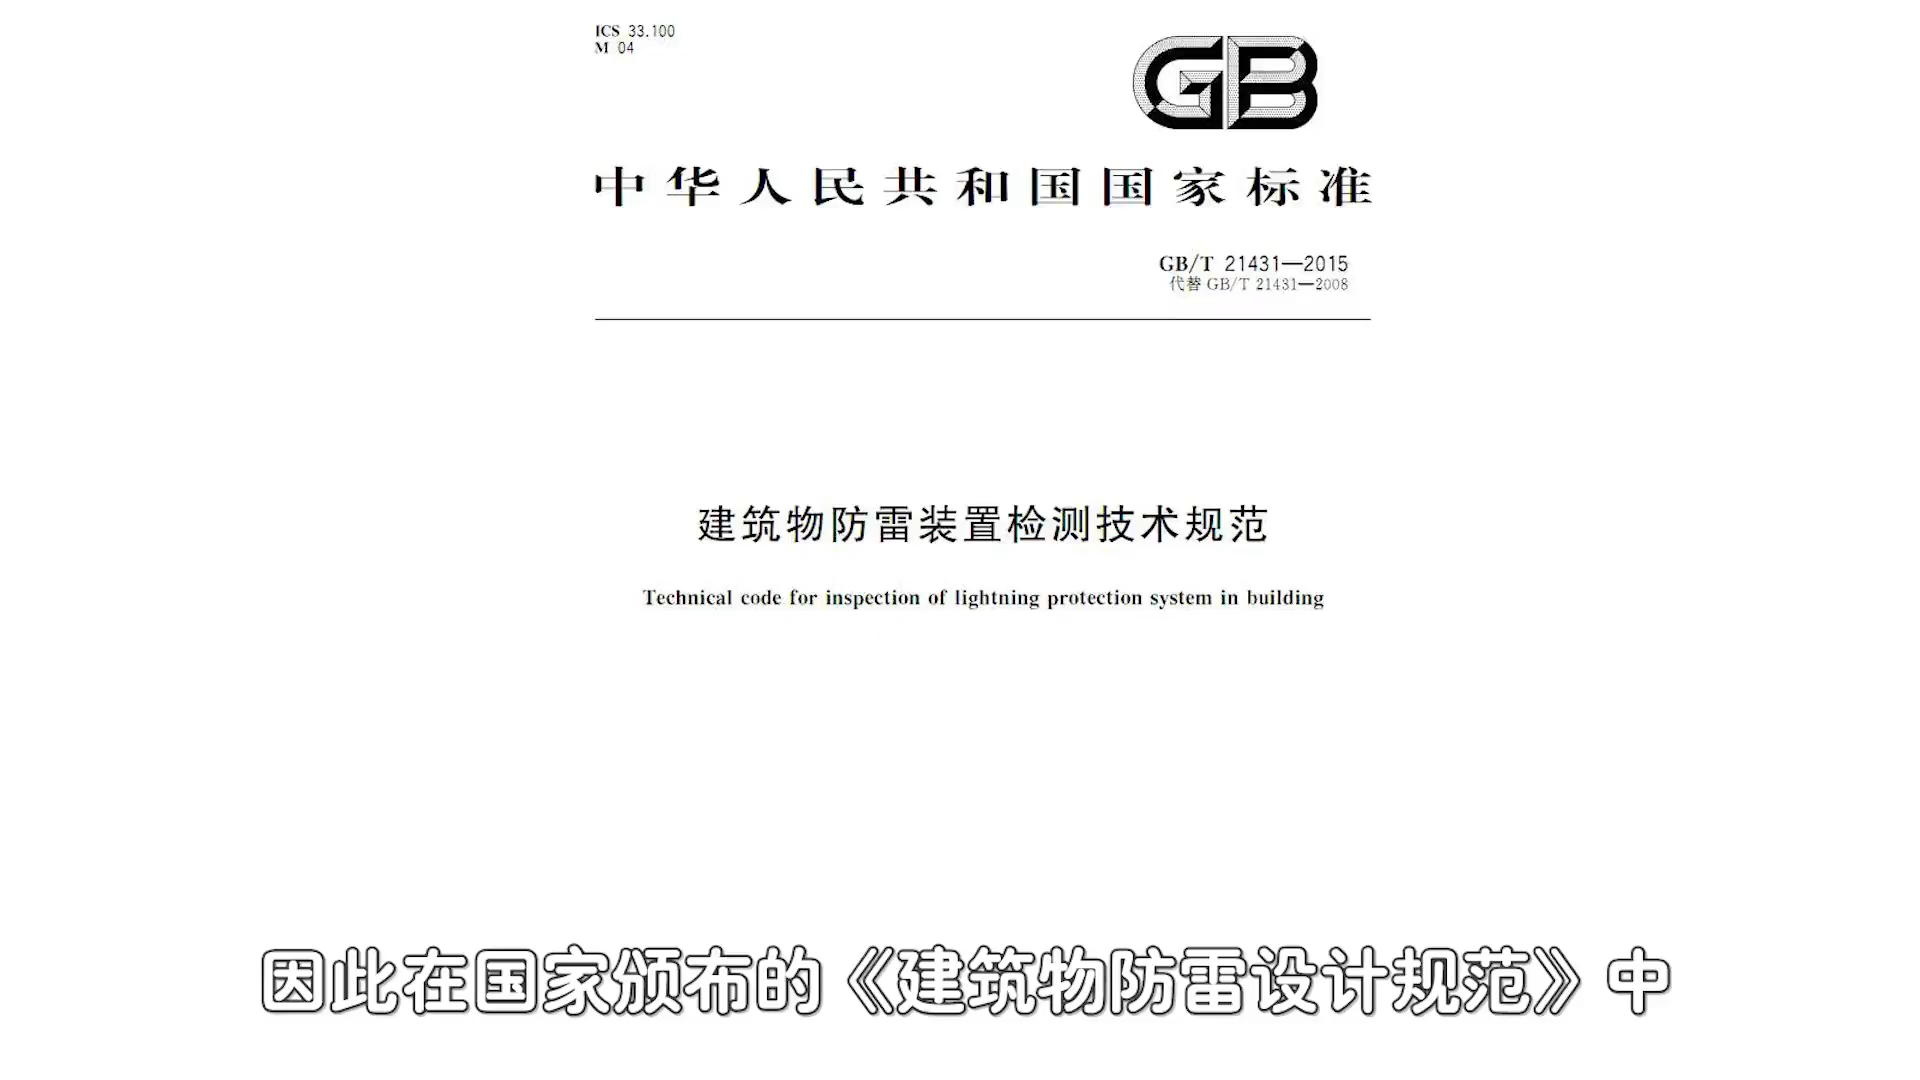 ICS 33.100
M 04
GB
中华人民共和国国家标准
GB/T 21431—2015
代替 GB/T 21431—2008
建筑物防雷装置检测技术规范
Technical code for inspection of lightning protection system in building
因此在国家颁布的《建筑物防雷设计规范》中